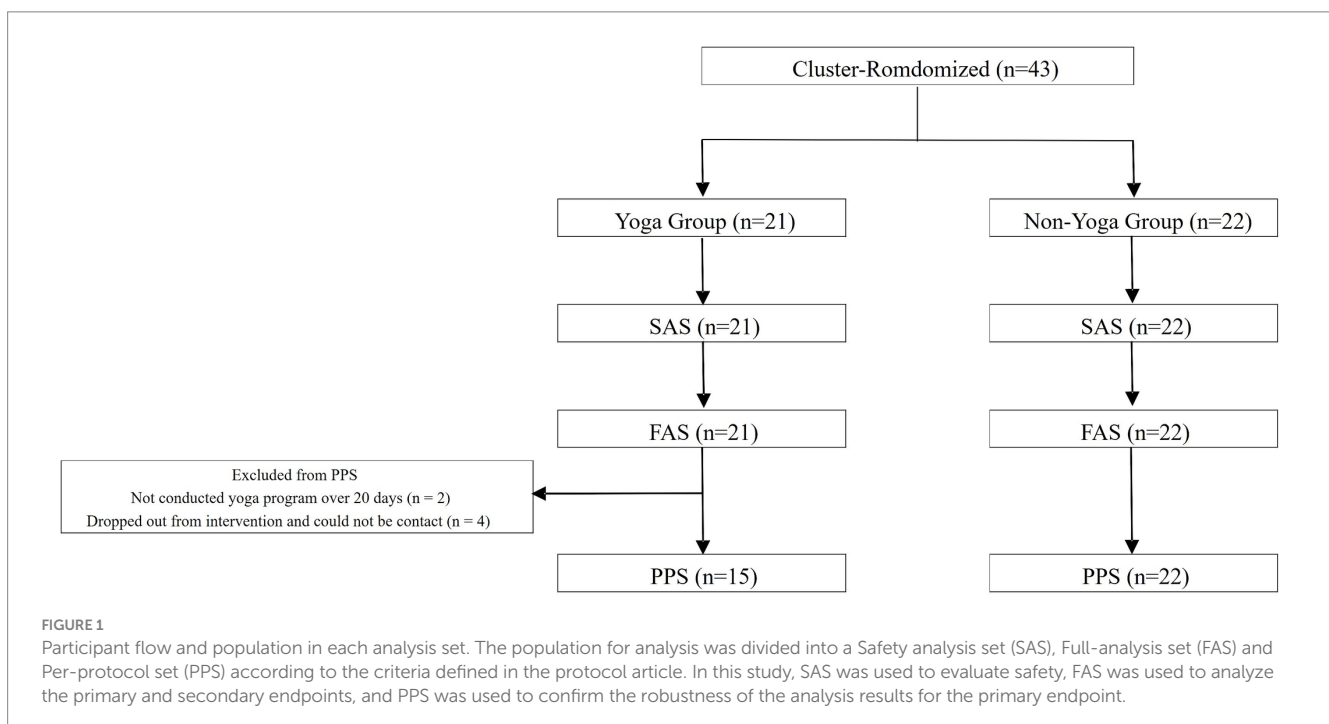 Cluster-Romdomized (n=43)
Yoga Group (n=21)
Non-Yoga Group (n=22)
SAS (n=21)
SAS (n=22)
FAS (n=21)
FAS (n=22)
Excluded from PPS
Not conducted yoga program over 20 days (n = 2)
Dropped out from intervention and could not be contact (n = 4)
PPS (n=15)
PPS (n=22)
FIGURE 1
Participant flow and population in each analysis set. The population for analysis was divided into a Safety analysis set (SAS), Full-analysis set (FAS) and
Per-protocol set (PPS) according to the criteria defined in the protocol article. In this study, SAS was used to evaluate safety, FAS was used to analyze
the primary and secondary endpoints, and PPS was used to confirm the robustness of the analysis results for the primary endpoint.